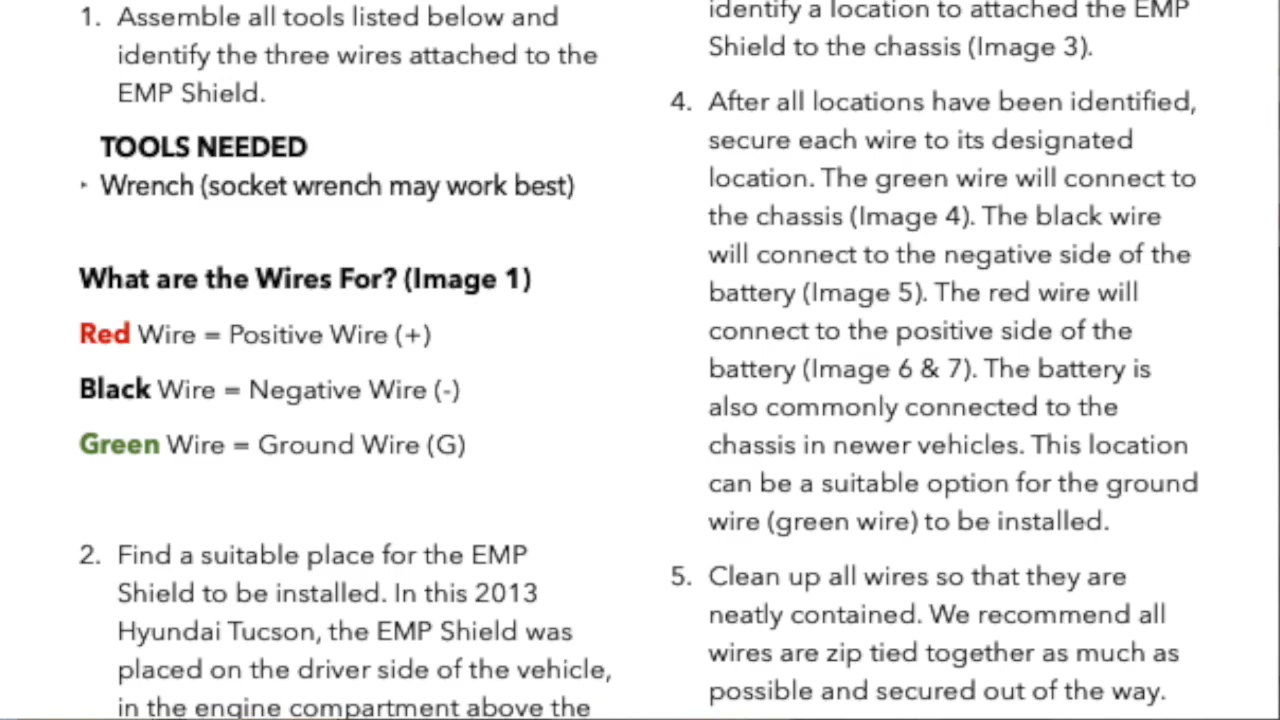 1. Assemble all tools listed below and
identify the three wires attached to the
EMP Shield.
TOOLS NEEDED
‣ Wrench (socket wrench may work best)
What are the Wires For? (Image 1)
Red Wire = Positive Wire (+)
Black Wire = Negative Wire (-)
Green Wire = Ground Wire (G)
2. Find a suitable place for the EMP
Shield to be installed. In this 2013
Hyundai Tucson, the EMP Shield was
placed on the driver side of the vehicle,
in the engine compartment above the
identify a location to attached the EMP
Shield to the chassis (Image 3).
4. After all locations have been identified,
secure each wire to its designated
location. The green wire will connect to
the chassis (Image 4). The black wire
will connect to the negative side of the
battery (Image 5). The red wire will
connect to the positive side of the
battery (Image 6 & 7). The battery is
also commonly connected to the
chassis in newer vehicles. This location
can be a suitable option for the ground
wire (green wire) to be installed.
5. Clean up all wires so that they are
neatly contained. We recommend all
wires are zip tied together as much as
possible and secured out of the way.